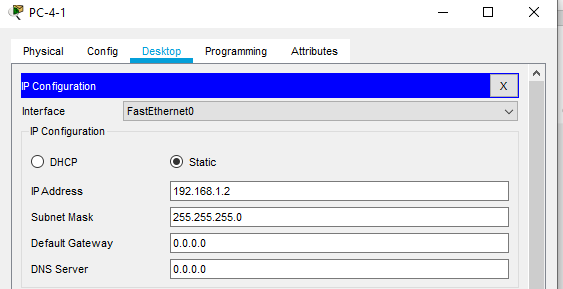 PC-4-1
Physical Config Desktop Programming Attributes
IP Configuration X
Interface FastEthernet0
IP Configuration
DHCP Static
IP Address 192.168.1.2
Subnet Mask 255.255.255.0
Default Gateway 0.0.0.0
DNS Server 0.0.0.0